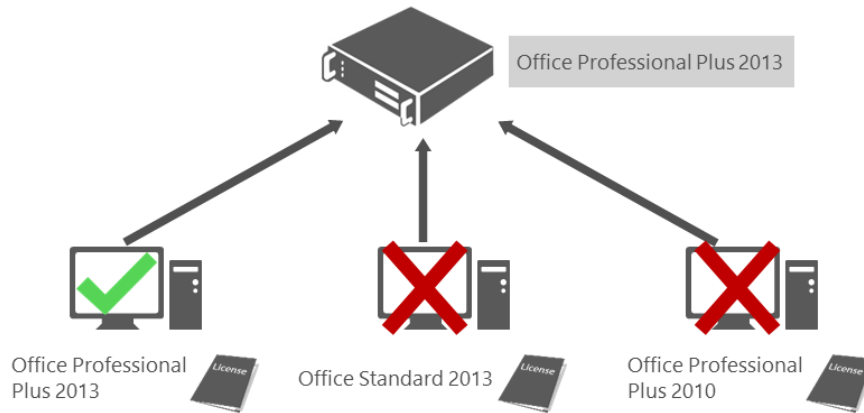 Office Professional Plus 2013
Office Professional
Plus 2013
License
Office Standard 2013
License
Office Professional
Plus 2010
License